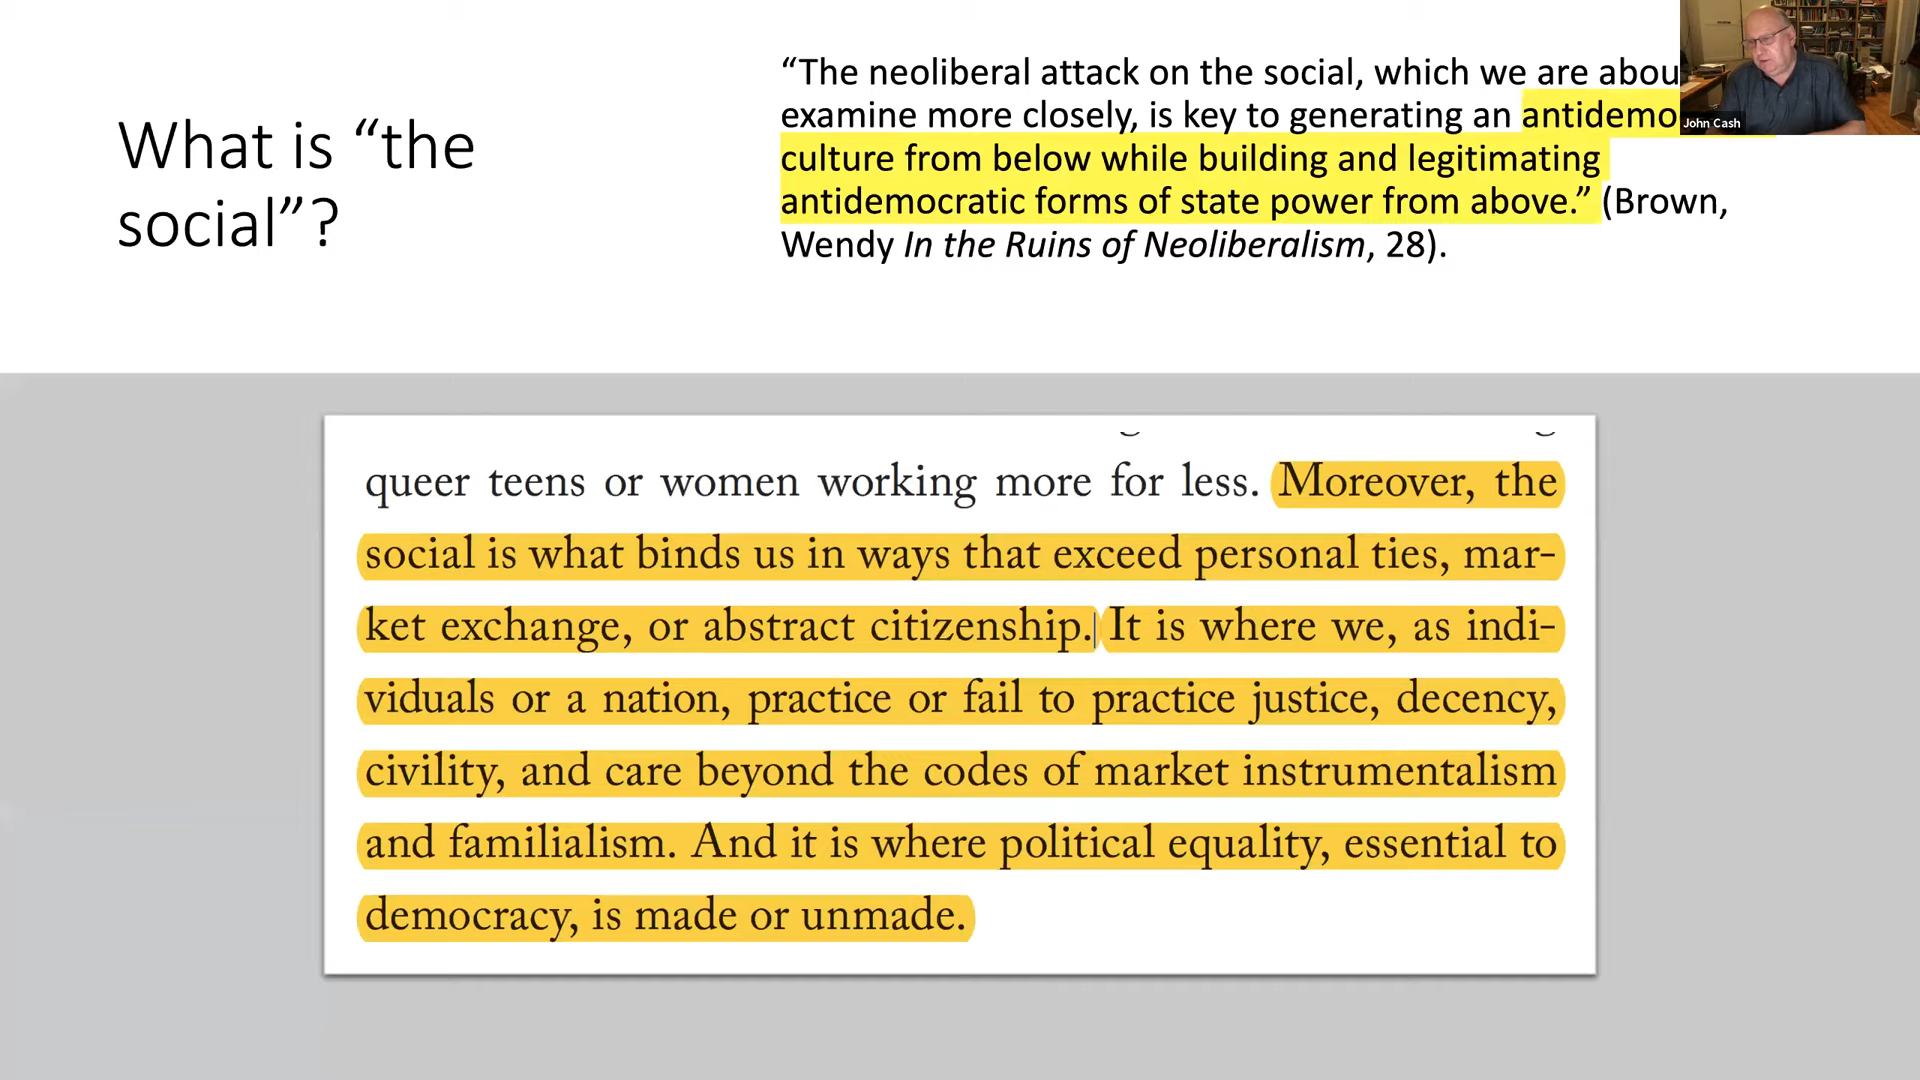 What is “the
social”?
“The neoliberal attack on the social, which we are abou
examine more closely, is key to generating an antidemo
culture from below while building and legitimating
antidemocratic forms of state power from above.” (Brown,
Wendy In the Ruins of Neoliberalism, 28).
John Cash
queer teens or women working more for less. Moreover, the
social is what binds us in ways that exceed personal ties, mar-
ket exchange, or abstract citizenship. It is where we, as indi-
viduals or a nation, practice or fail to practice justice, decency,
civility, and care beyond the codes of market instrumentalism
and familialism. And it is where political equality, essential to
democracy, is made or unmade.